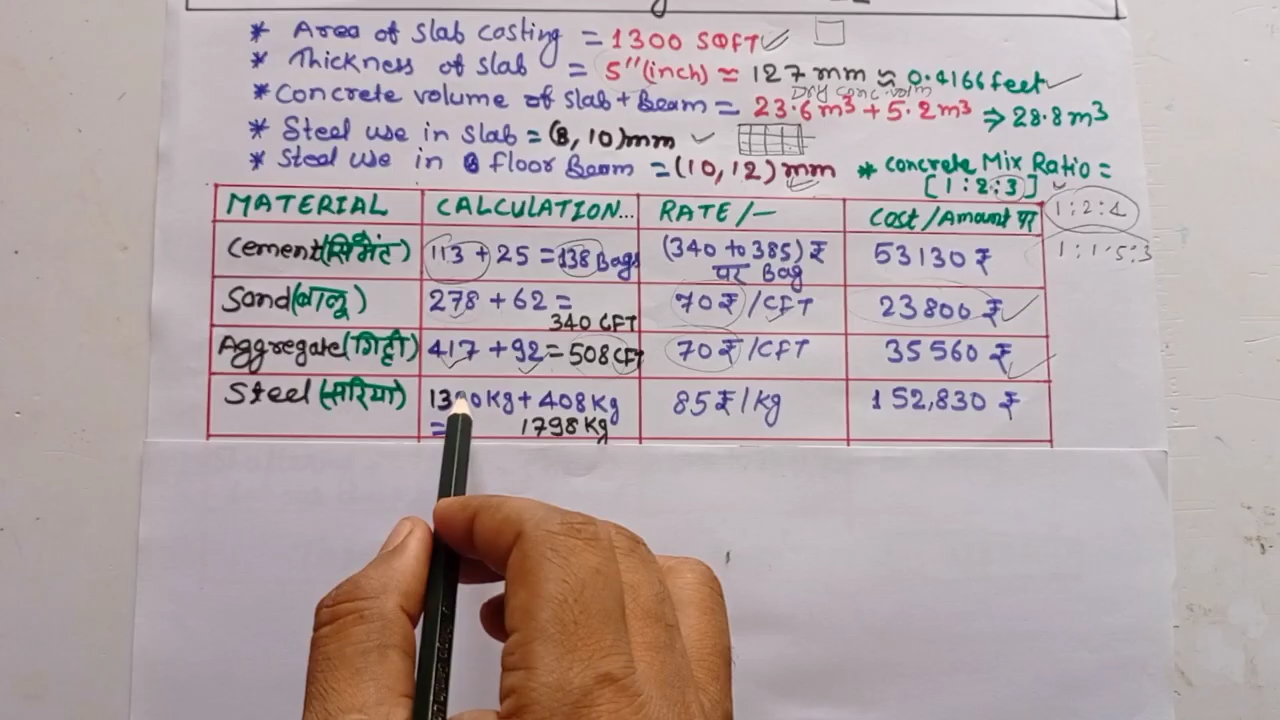 * Area of slab casting = 1300 SQFT
* Thickness of slab = 5"(inch) ≈ 127 mm ≈ 0.4166 feet
Dry conc. volm
* Concrete volume of slab + Beam = 23.6 m³ + 5.2 m³ ⇒ 28.8 m³
* Steel use in slab = (8, 10) mm
* Steel use in floor Beam = (10, 12) mm * Concrete Mix Ratio =
[1:2:3]
MATERIAL CALCULATION... RATE/- Cost/Amount पर 1:2:4
Cement (सिमेंट) 113 + 25 = 138 Bags (340 to 385) ₹ 53130 ₹ 1:1.5:3
पर Bag
Sand (बालू) 278 + 62 = 70 ₹/CFT 23800 ₹
340 CFT
Aggregate (गिट्टी) 417 + 92 = 508 CFT 70 ₹/CFT 35560 ₹
Steel (सरिया) 1390 Kg + 408 Kg 85 ₹/Kg 152,830 ₹
= 1798 Kg